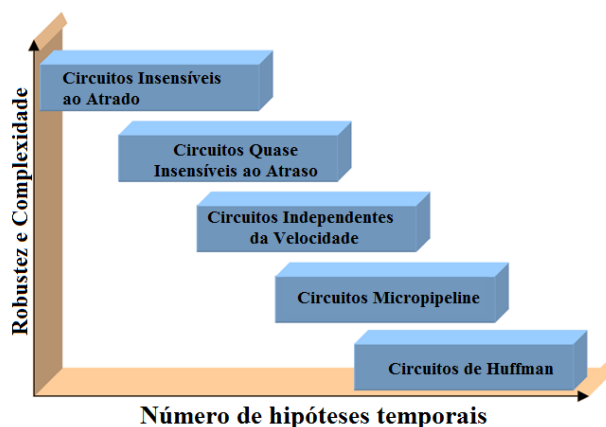 Robustez e Complexidade
Circuitos Insensíveis
ao Atrado
Circuitos Quase
Insensíveis ao Atraso
Circuitos Independentes
da Velocidade
Circuitos Micropipeline
Circuitos de Huffman
Número de hipóteses temporais